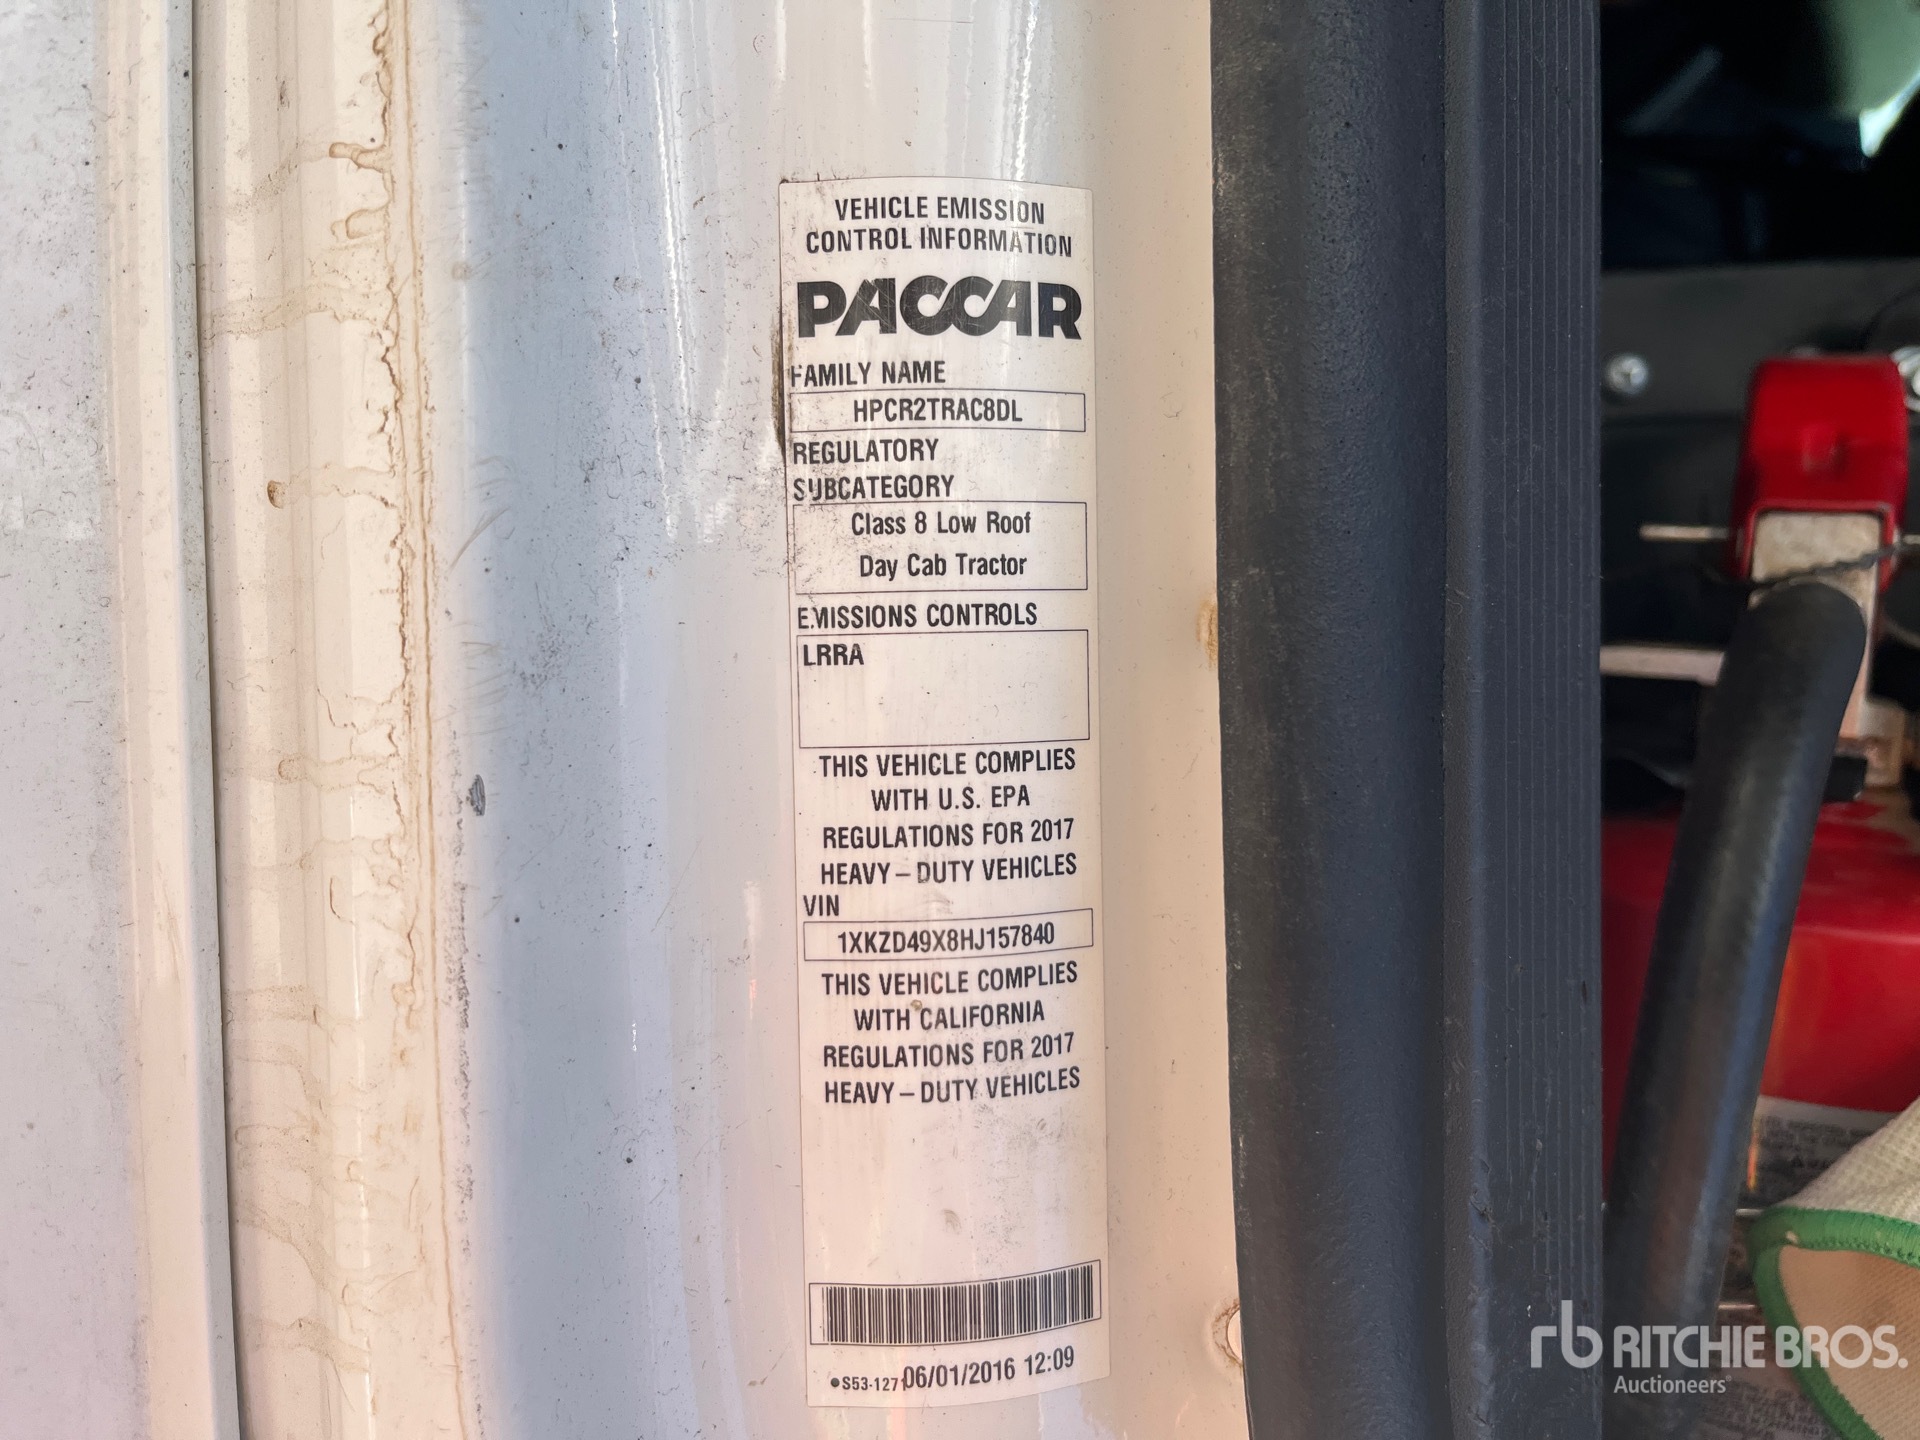 VEHICLE EMISSION
CONTROL INFORMATION
PACCAR
FAMILY NAME
HPCR2TRAC8DL
REGULATORY
SUBCATEGORY
Class 8 Low Roof
Day Cab Tractor
EMISSIONS CONTROLS
LRRA
THIS VEHICLE COMPLIES
WITH U.S. EPA
REGULATIONS FOR 2017
HEAVY – DUTY VEHICLES
VIN
1XKZD49X8HJ157840
THIS VEHICLE COMPLIES
WITH CALIFORNIA
REGULATIONS FOR 2017
HEAVY – DUTY VEHICLES
S53-127 06/01/2016 12:09
rb RITCHIE BROS.
Auctioneers